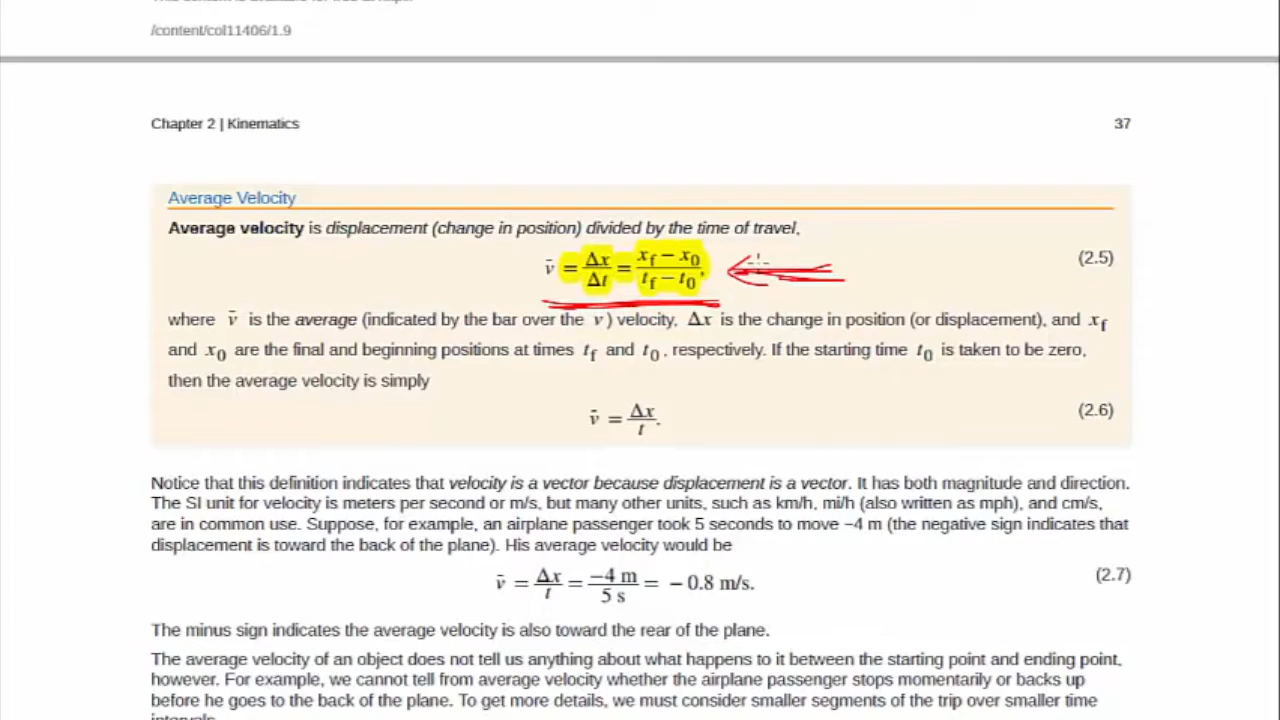 /content/col11406/1.9
Chapter 2 | Kinematics 37
Average Velocity
Average velocity is displacement (change in position) divided by the time of travel,
v̄ = Δx/Δt = (x_f − x_0)/(t_f − t_0), (2.5)
where v̄ is the average (indicated by the bar over the v) velocity, Δx is the change in position (or displacement), and x_f
and x_0 are the final and beginning positions at times t_f and t_0, respectively. If the starting time t_0 is taken to be zero,
then the average velocity is simply
v̄ = Δx/t. (2.6)
Notice that this definition indicates that velocity is a vector because displacement is a vector. It has both magnitude and direction.
The SI unit for velocity is meters per second or m/s, but many other units, such as km/h, mi/h (also written as mph), and cm/s,
are in common use. Suppose, for example, an airplane passenger took 5 seconds to move −4 m (the negative sign indicates that
displacement is toward the back of the plane). His average velocity would be
v̄ = Δx/t = −4 m/5 s = − 0.8 m/s. (2.7)
The minus sign indicates the average velocity is also toward the rear of the plane.
The average velocity of an object does not tell us anything about what happens to it between the starting point and ending point,
however. For example, we cannot tell from average velocity whether the airplane passenger stops momentarily or backs up
before he goes to the back of the plane. To get more details, we must consider smaller segments of the trip over smaller time